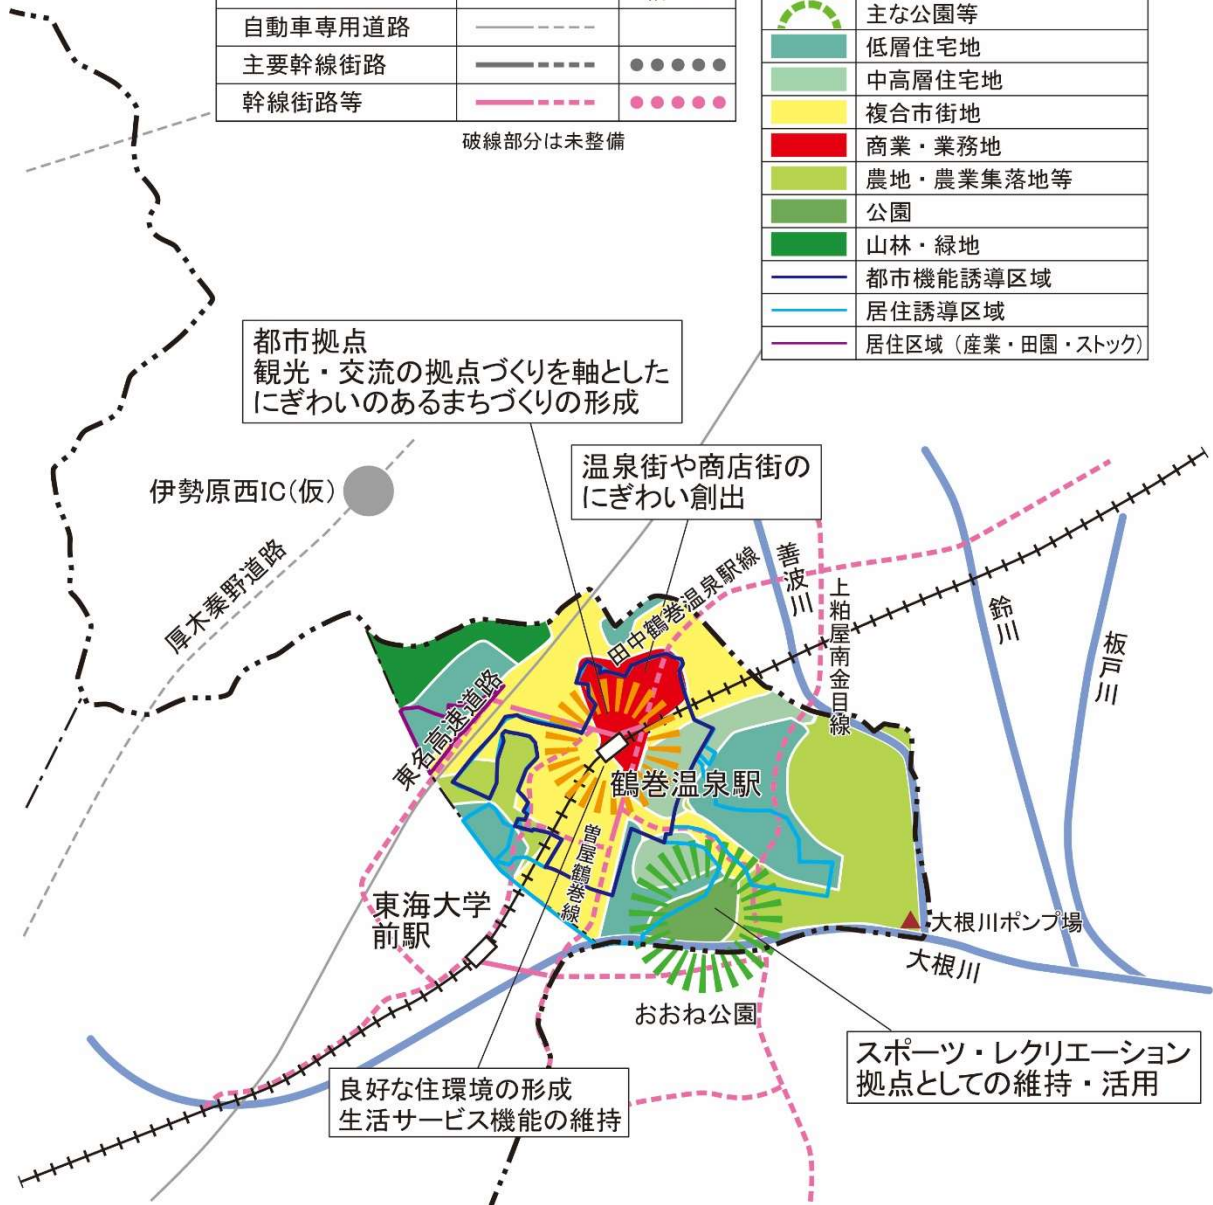 自動車専用道路
主要幹線街路
幹線街路等
破線部分は未整備
主な公園等
低層住宅地
中高層住宅地
複合市街地
商業・業務地
農地・農業集落地等
公園
山林・緑地
都市機能誘導区域
居住誘導区域
居住区域（産業・田園・ストック）
都市拠点
観光・交流の拠点づくりを軸とした
にぎわいのあるまちづくりの形成
温泉街や商店街の
にぎわい創出
伊勢原西IC(仮)
厚木秦野道路
田中鶴巻温泉駅線
善波川
上粕屋南金目線
鈴川
板戸川
東名高速道路
鶴巻温泉駅
曽屋鶴巻線
東海大学
前駅
大根川ポンプ場
大根川
おおね公園
スポーツ・レクリエーション
拠点としての維持・活用
良好な住環境の形成
生活サービス機能の維持